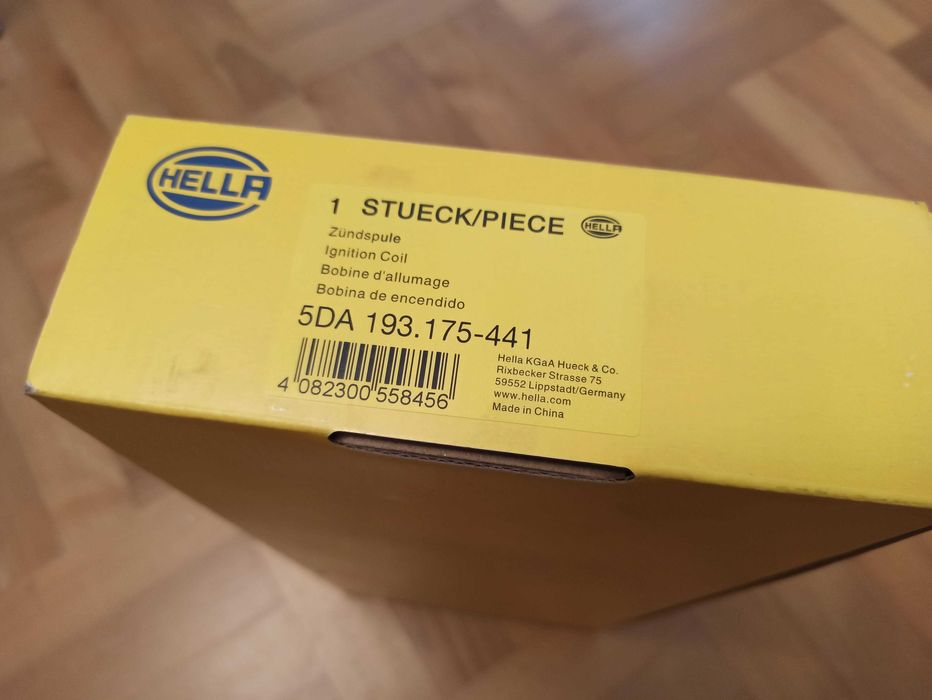 HELLA
1 STUECK/PIECE HELLA
Zündspule
Ignition Coil
Bobine d'allumage
Bobina de encendido
5DA 193.175-441
4 082300 558456
Hella KGaA Hueck & Co.
Rixbecker Strasse 75
59552 Lippstadt/Germany
www.hella.com
Made in China